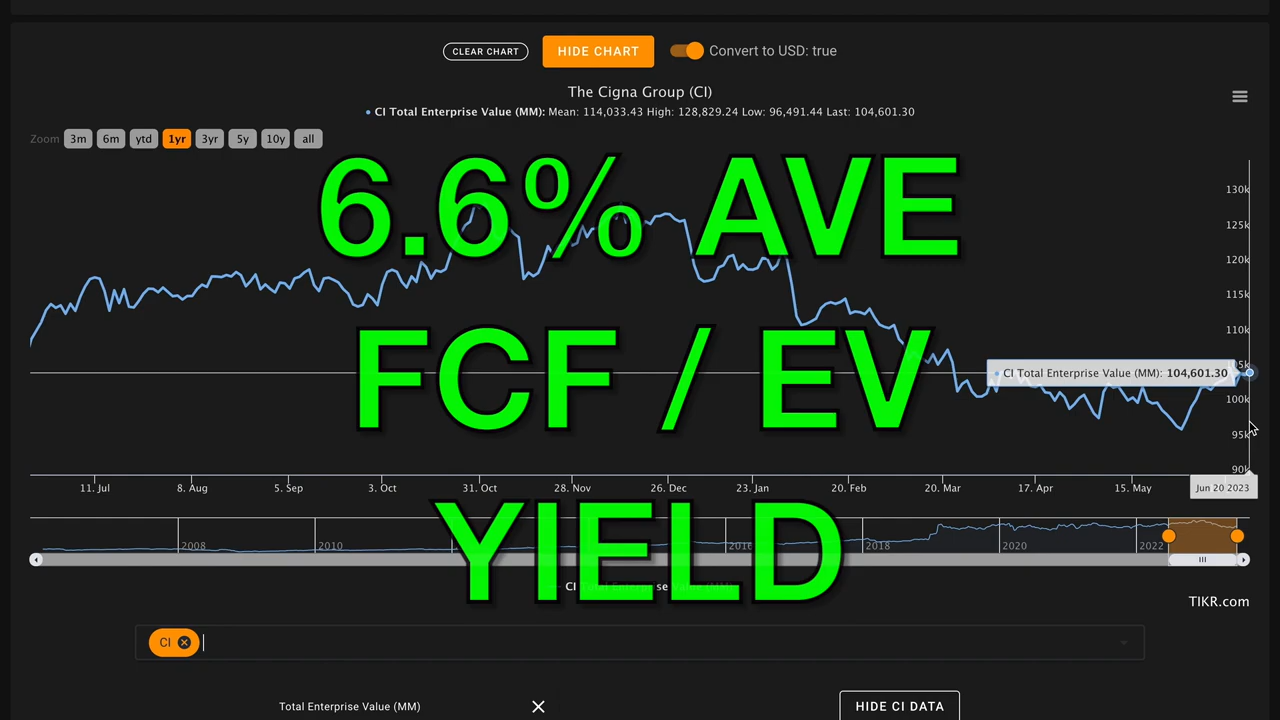 CLEAR CHART
HIDE CHART
Convert to USD: true
The Cigna Group (CI)
CI Total Enterprise Value (MM): Mean: 114,033.43 High: 128,829.24 Low: 96,491.44 Last: 104,601.30
Zoom 3m 6m ytd 1yr 3yr 5y 10y all
6.6% AVE
FCF / EV
YIELD
130k
125k
120k
115k
110k
CI Total Enterprise Value (MM): 104,601.30
100k
95k
90k
11. Jul 8. Aug 5. Sep 3. Oct 31. Oct 28. Nov 26. Dec 23. Jan 20. Feb 20. Mar 17. Apr 15. May Jun 20 2023
2008 2010 2016 2018 2020 2022
CI Total Enterprise Value (MM)
TIKR.com
CI
Total Enterprise Value (MM)
HIDE CI DATA